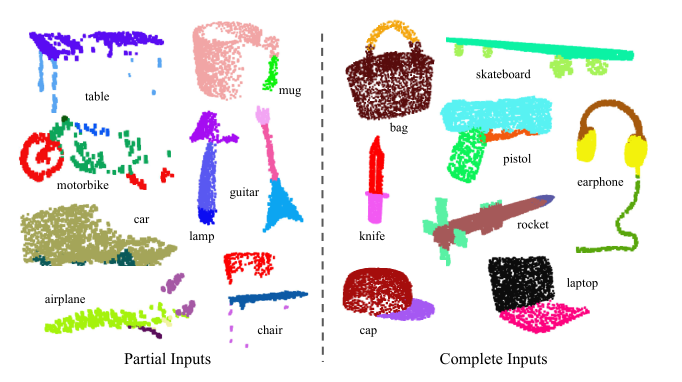 table
mug
motorbike
guitar
lamp
car
airplane
chair
Partial Inputs
bag
skateboard
pistol
earphone
knife
rocket
cap
laptop
Complete Inputs